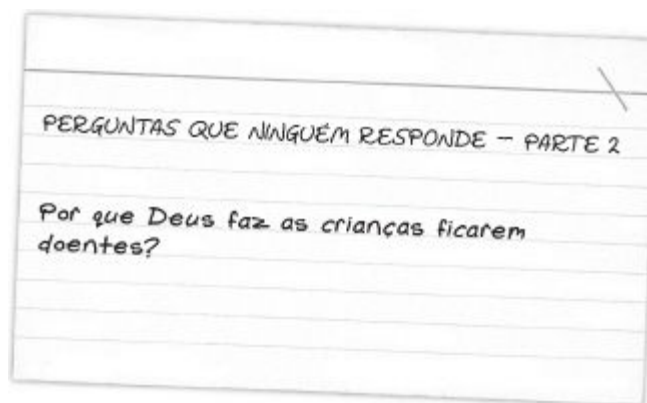 PERGUNTAS QUE NINGUÉM RESPONDE – PARTE 2
Por que Deus faz as crianças ficarem
doentes?